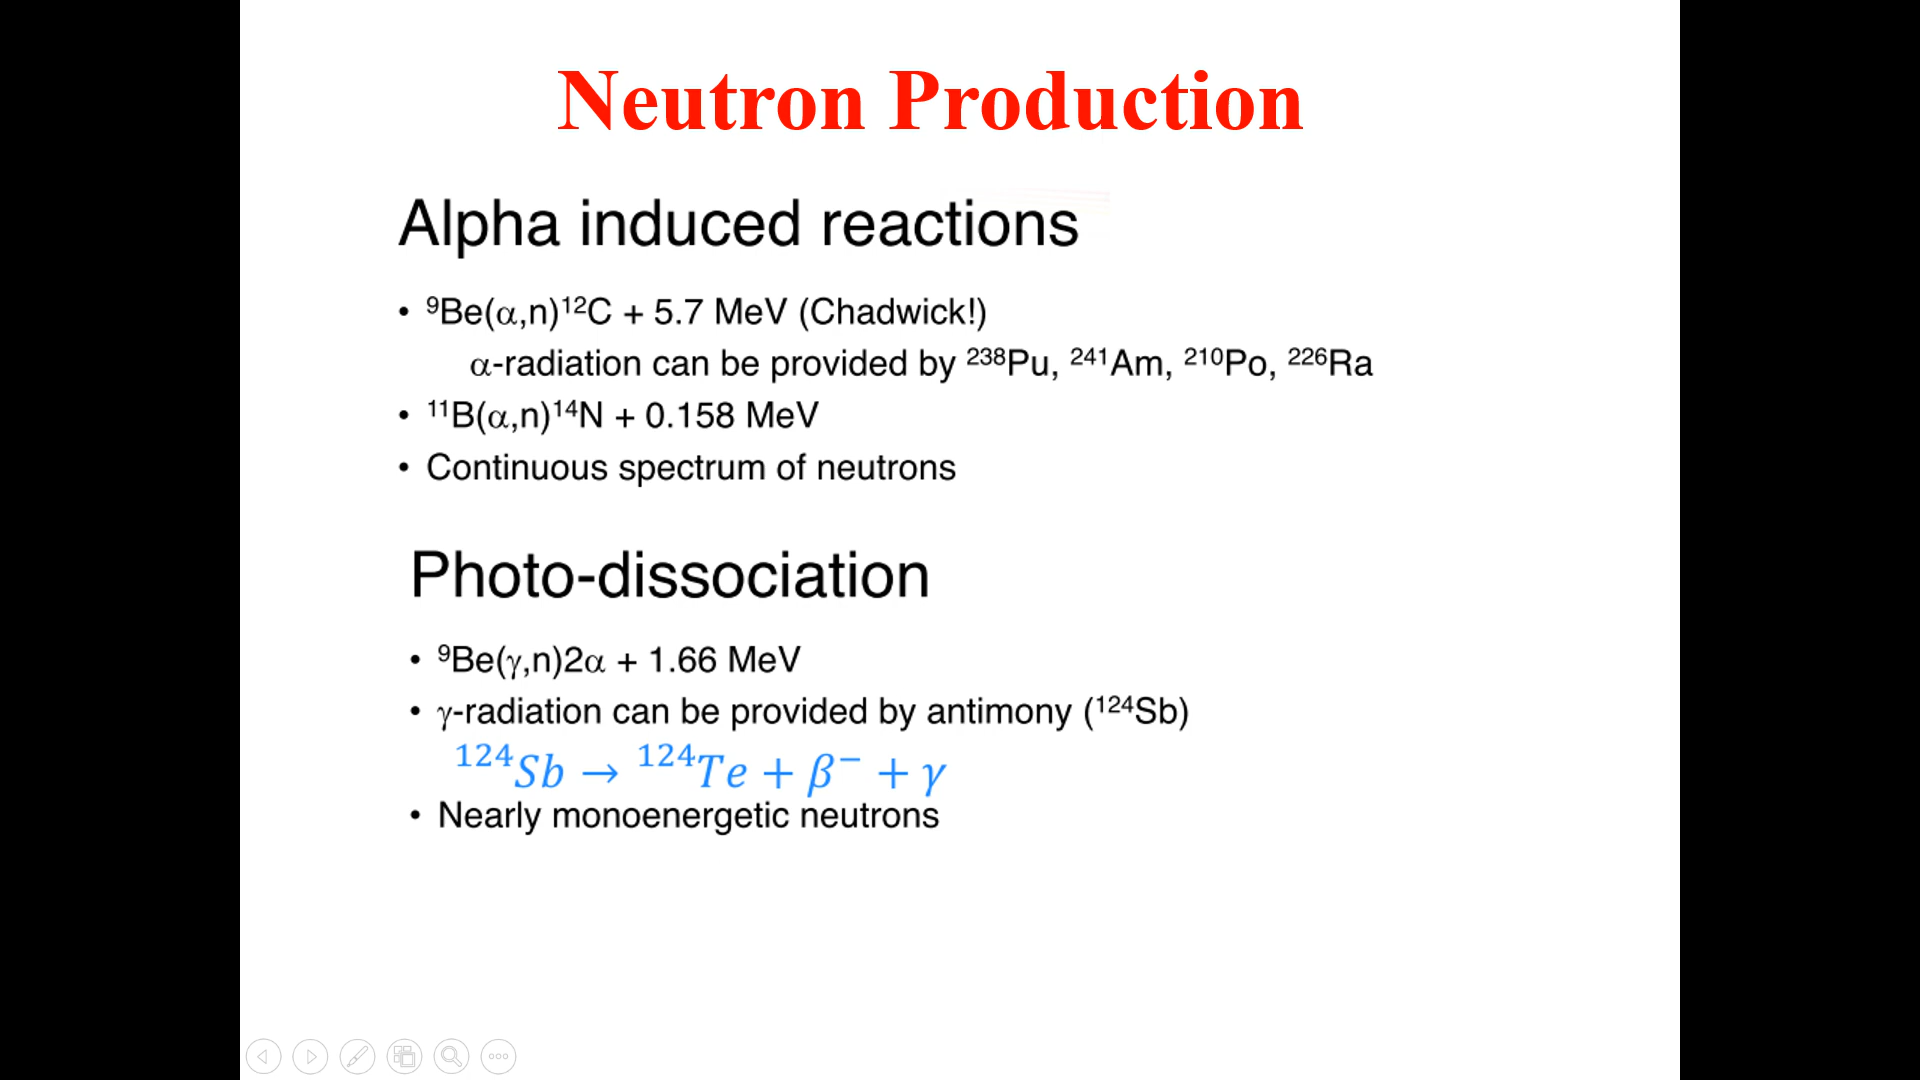 Neutron Production
Alpha induced reactions
• ⁹Be(α,n)¹²C + 5.7 MeV (Chadwick!)
α-radiation can be provided by ²³⁸Pu, ²⁴¹Am, ²¹⁰Po, ²²⁶Ra
• ¹¹B(α,n)¹⁴N + 0.158 MeV
• Continuous spectrum of neutrons
Photo-dissociation
• ⁹Be(γ,n)2α + 1.66 MeV
• γ-radiation can be provided by antimony (¹²⁴Sb)
¹²⁴Sb → ¹²⁴Te + β⁻ + γ
• Nearly monoenergetic neutrons